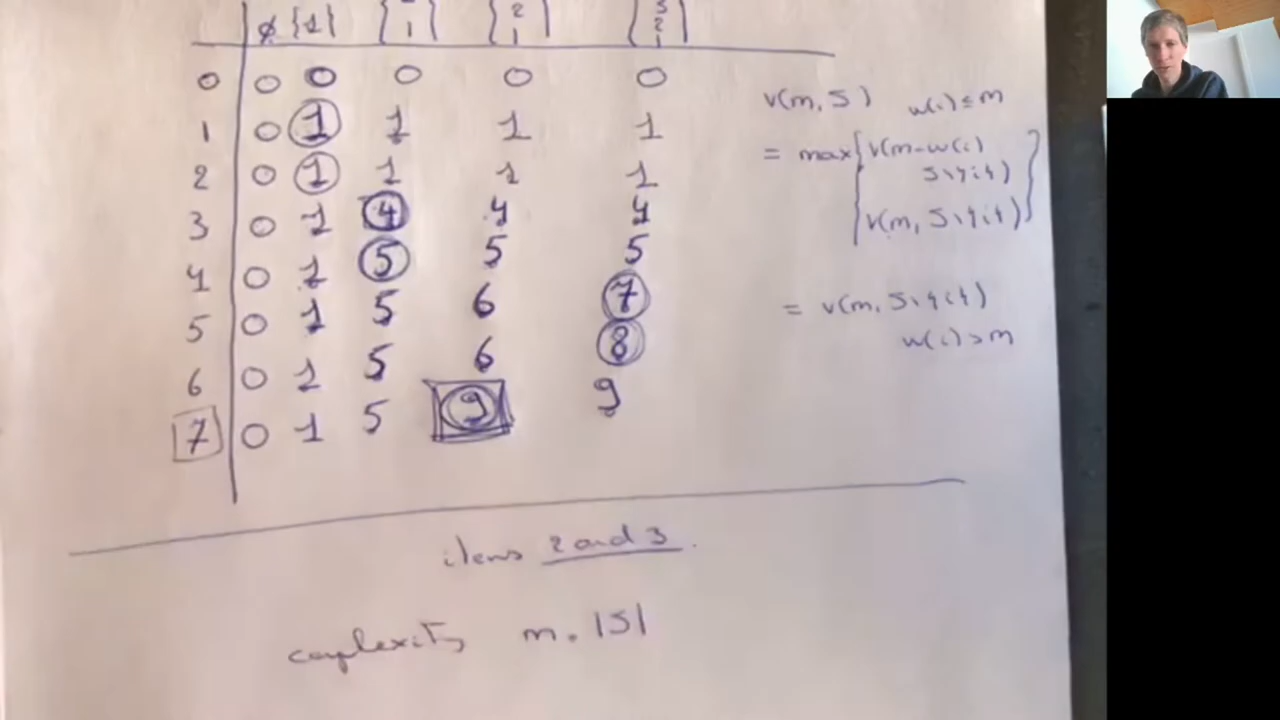 ∅ {1} { 1 } { 2 1 } { 3 2 1 }
0 0 0 0 0 0
1 0 1 1 1 1
2 0 1 1 1 1
3 0 1 4 4 4
4 0 1 5 5 5
5 0 1 5 6 7
6 0 1 5 6 8
7 0 1 5 9 9
v(m, S) w(i) ≤ m
= max { v(m-w(i)
S\{i})
v(m, S\{i}) }
= v(m, S\{i})
w(i) > m
items 2 and 3.
complexity m. |S|